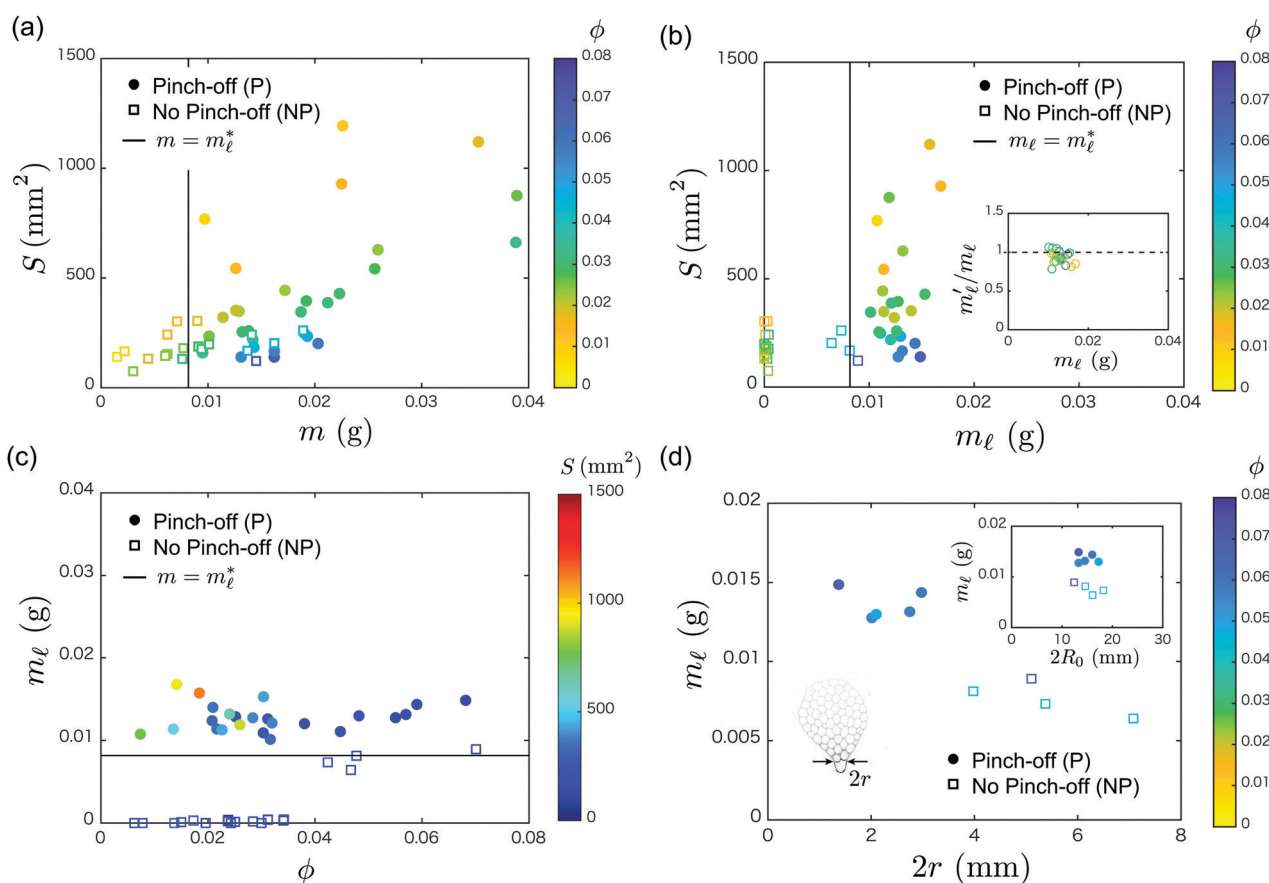 (a)
φ
1500
Pinch-off (P)
No Pinch-off (NP)
m = m*ℓ
1000
500
0
S (mm²)
0 0.01 0.02 0.03 0.04
m (g)
0.08
0.07
0.06
0.05
0.04
0.03
0.02
0.01
0
(b)
φ
1500
Pinch-off (P)
No Pinch-off (NP)
mℓ = m*ℓ
1000
500
0
S (mm²)
0 0.01 0.02 0.03 0.04
mℓ (g)
1.5
1
0.5
0
m′ℓ/mℓ
0 0.02 0.04
mℓ (g)
0.08
0.07
0.06
0.05
0.04
0.03
0.02
0.01
0
(c)
S (mm²)
0.04
Pinch-off (P)
No Pinch-off (NP)
m = m*ℓ
0.03
0.02
0.01
0
mℓ (g)
0 0.02 0.04 0.06 0.08
φ
1500
1000
500
0
(d)
φ
0.02
0.015
0.01
0.005
0
mℓ (g)
0.02
0.01
0
mℓ (g)
0 10 20 30
2R₀ (mm)
2r
Pinch-off (P)
No Pinch-off (NP)
0 2 4 6 8
2r (mm)
0.08
0.07
0.06
0.05
0.04
0.03
0.02
0.01
0